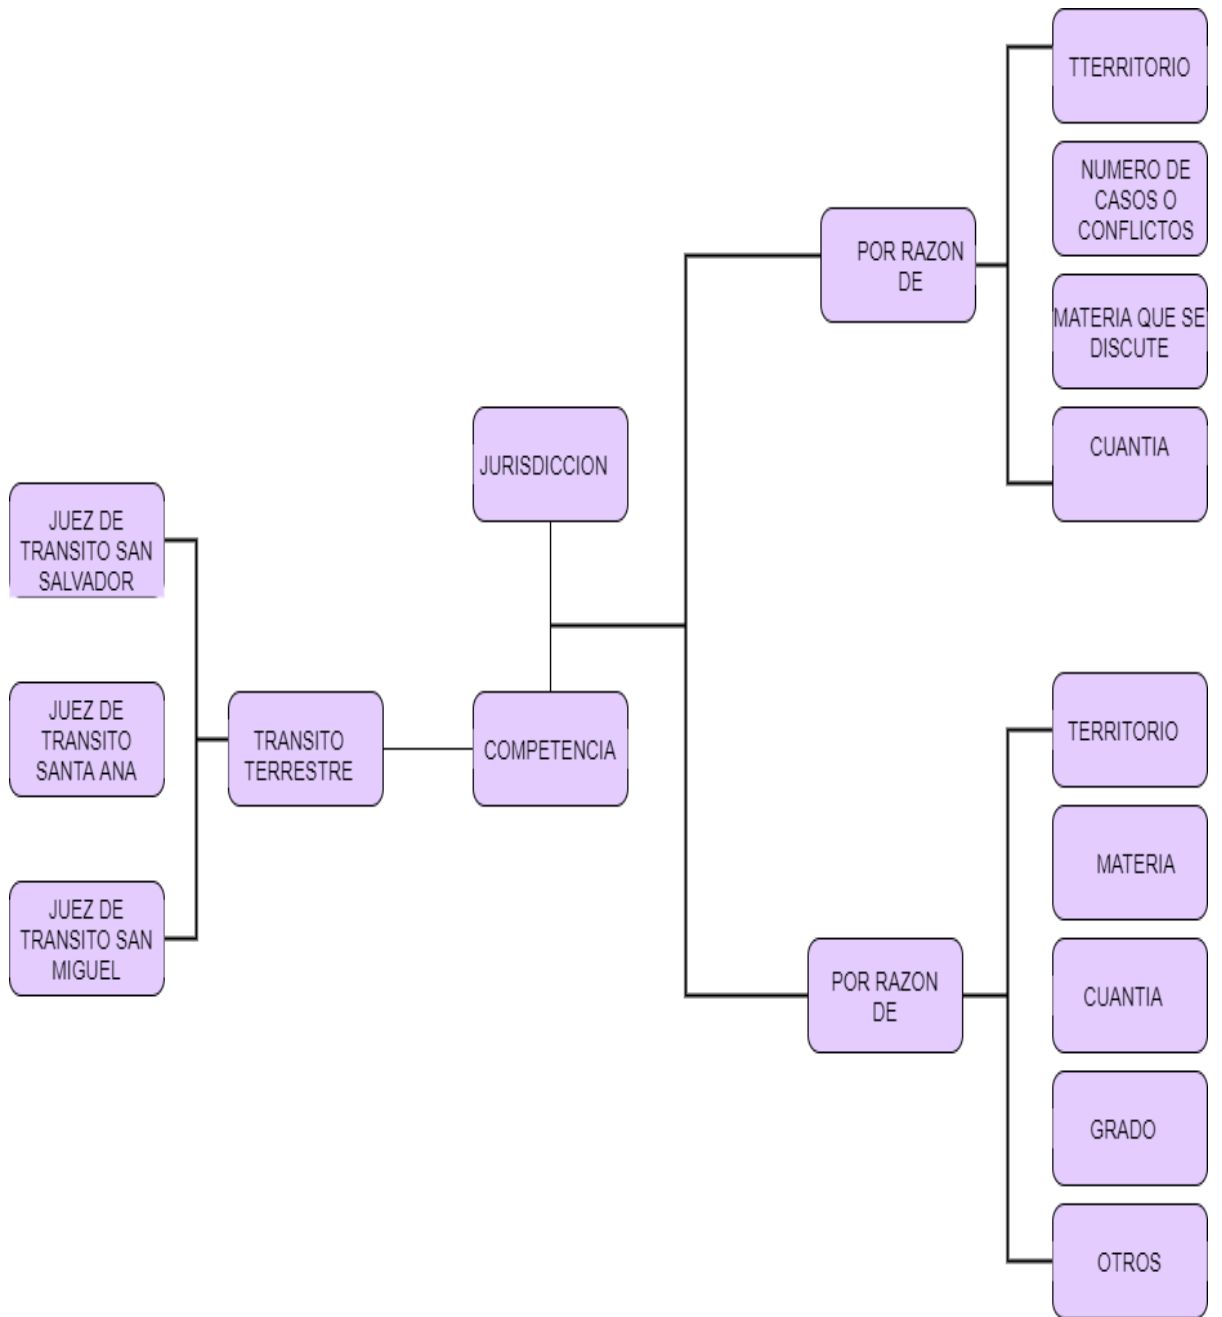 TTERRITORIO
NUMERO DE
CASOS O
CONFLICTOS
POR RAZON
DE
MATERIA QUE SE
DISCUTE
CUANTIA
JURISDICCION
JUEZ DE
TRANSITO SAN
SALVADOR
JUEZ DE
TRANSITO
SANTA ANA
TRANSITO
TERRESTRE
COMPETENCIA
JUEZ DE
TRANSITO SAN
MIGUEL
TERRITORIO
MATERIA
POR RAZON
DE
CUANTIA
GRADO
OTROS